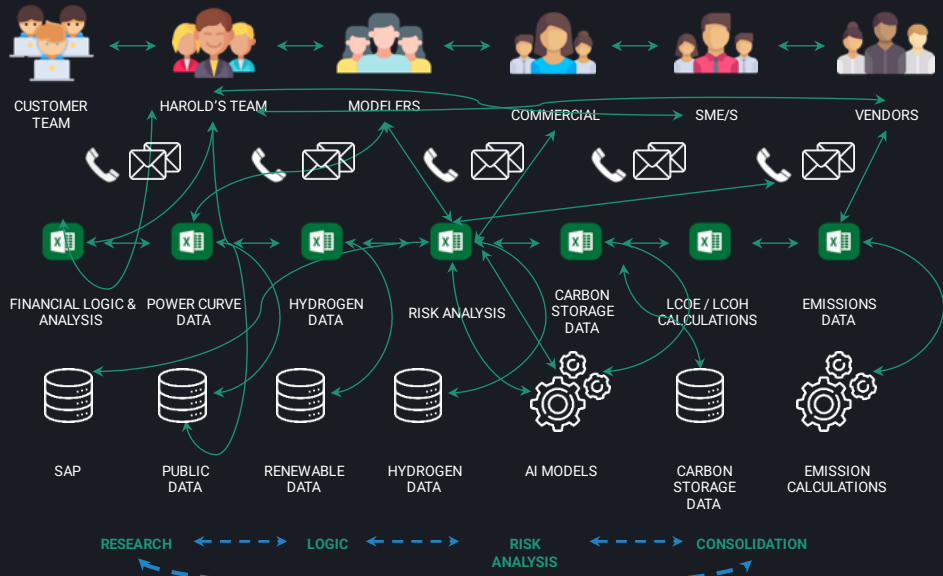 CUSTOMER
TEAM
HAROLD'S TEAM
MODELERS
COMMERCIAL
SME/S
VENDORS
FINANCIAL LOGIC &
ANALYSIS
POWER CURVE
DATA
HYDROGEN
DATA
RISK ANALYSIS
CARBON
STORAGE
DATA
LCOE / LCOH
CALCULATIONS
EMISSIONS
DATA
SAP
PUBLIC
DATA
RENEWABLE
DATA
HYDROGEN
DATA
AI MODELS
CARBON
STORAGE
DATA
EMISSION
CALCULATIONS
RESEARCH
LOGIC
RISK
ANALYSIS
CONSOLIDATION